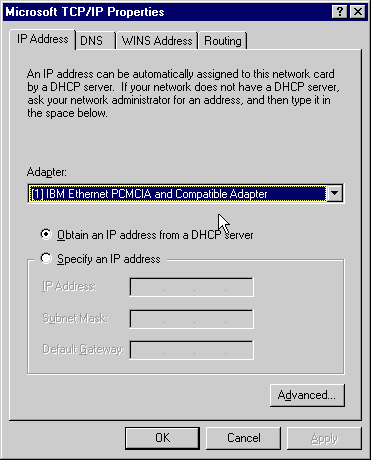 Microsoft TCP/IP Properties
IP Address DNS WINS Address Routing
An IP address can be automatically assigned to this network card
by a DHCP server. If your network does not have a DHCP server,
ask your network administrator for an address, and then type it in
the space below.
Adapter:
[1] IBM Ethernet PCMCIA and Compatible Adapter
Obtain an IP address from a DHCP server
Specify an IP address
IP Address:
Subnet Mask:
Default Gateway:
Advanced...
OK Cancel Apply